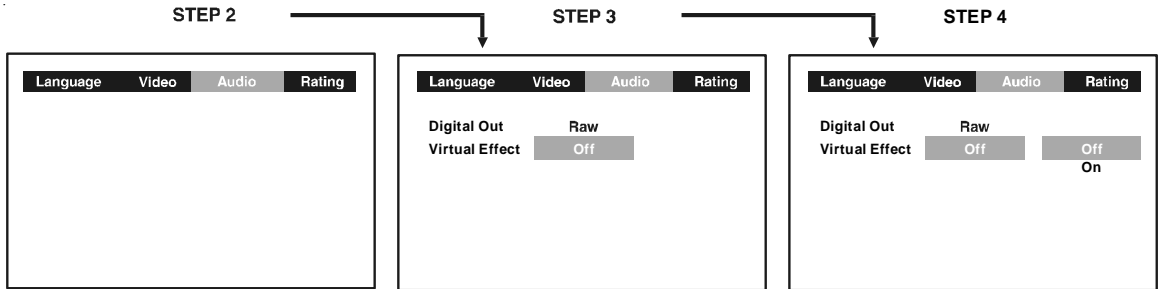 STEP 2 STEP 3 STEP 4
Language Video Audio Rating
Language Video Audio Rating
Digital Out Raw
Virtual Effect Off
Language Video Audio Rating
Digital Out Raw
Virtual Effect Off Off
On